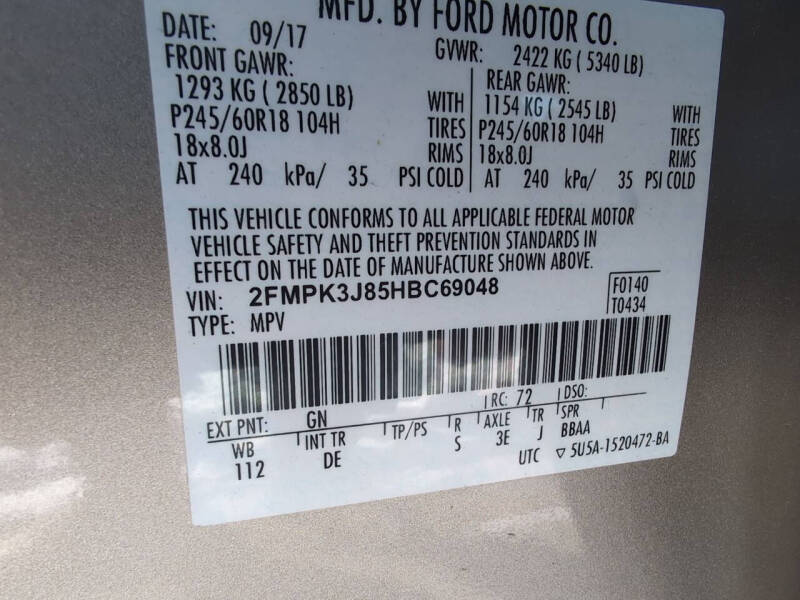 MFD. BY FORD MOTOR CO.
DATE: 09/17 GVWR: 2422 KG ( 5340 LB)
FRONT GAWR: REAR GAWR:
1293 KG ( 2850 LB) WITH 1154 KG ( 2545 LB) WITH
P245/60R18 104H TIRES P245/60R18 104H TIRES
18x8.0J RIMS 18x8.0J RIMS
AT 240 kPa/ 35 PSI COLD AT 240 kPa/ 35 PSI COLD
THIS VEHICLE CONFORMS TO ALL APPLICABLE FEDERAL MOTOR
VEHICLE SAFETY AND THEFT PREVENTION STANDARDS IN
EFFECT ON THE DATE OF MANUFACTURE SHOWN ABOVE.
VIN: 2FMPK3J85HBC69048 F0140
TYPE: MPV T0434
EXT PNT: GN RC: 72 DSO:
WB INT TR TP/PS R AXLE TR SPR
112 DE S 3E J BBAA
UTC ▽ 5U5A-1520472-BA